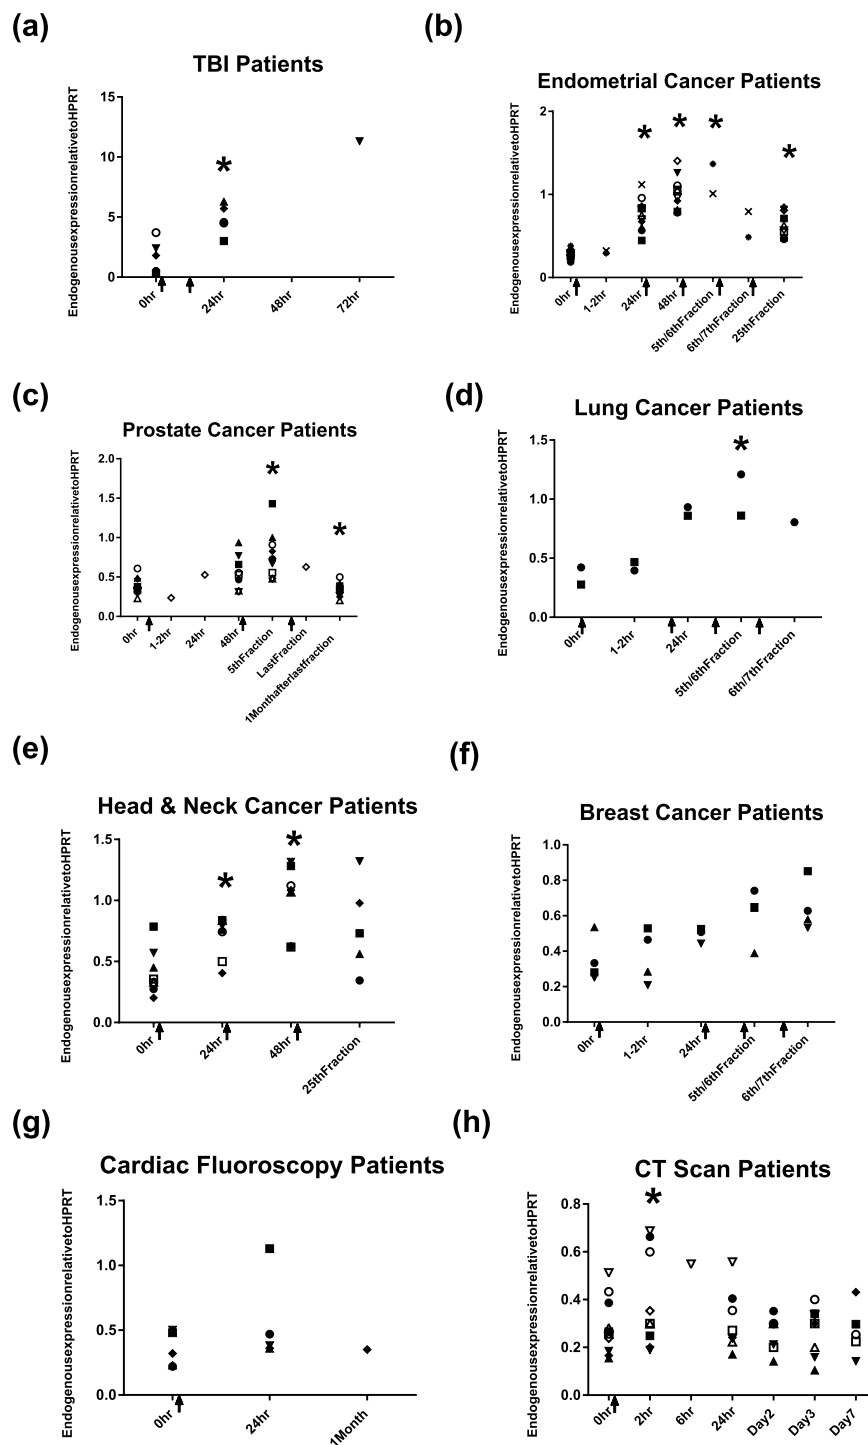 (a)
TBI Patients
EndogenousexpressionrelativetoHPRT
15
10
5
0
0hr
24hr
48hr
72hr
*
(b)
Endometrial Cancer Patients
EndogenousexpressionrelativetoHPRT
2
1
0
0hr
1-2hr
24hr
48hr
5th/6thFraction
6th/7thFraction
25thFraction
* * * *
(c)
Prostate Cancer Patients
EndogenousexpressionrelativetoHPRT
2.0
1.5
1.0
0.5
0.0
0hr
1-2hr
24hr
48hr
5thFraction
LastFraction
1Monthafterlastfraction
* *
(d)
Lung Cancer Patients
EndogenousexpressionrelativetoHPRT
1.5
1.0
0.5
0.0
0hr
1-2hr
24hr
5th/6thFraction
6th/7thFraction
*
(e)
Head & Neck Cancer Patients
EndogenousexpressionrelativetoHPRT
1.5
1.0
0.5
0.0
0hr
24hr
48hr
25thFraction
* *
(f)
Breast Cancer Patients
EndogenousexpressionrelativetoHPRT
1.0
0.8
0.6
0.4
0.2
0.0
0hr
1-2hr
24hr
5th/6thFraction
6th/7thFraction
(g)
Cardiac Fluoroscopy Patients
EndogenousexpressionrelativetoHPRT
1.5
1.0
0.5
0.0
0hr
24hr
1Month
(h)
CT Scan Patients
EndogenousexpressionrelativetoHPRT
0.8
0.6
0.4
0.2
0.0
0hr
2hr
6hr
24hr
Day2
Day3
Day7
*